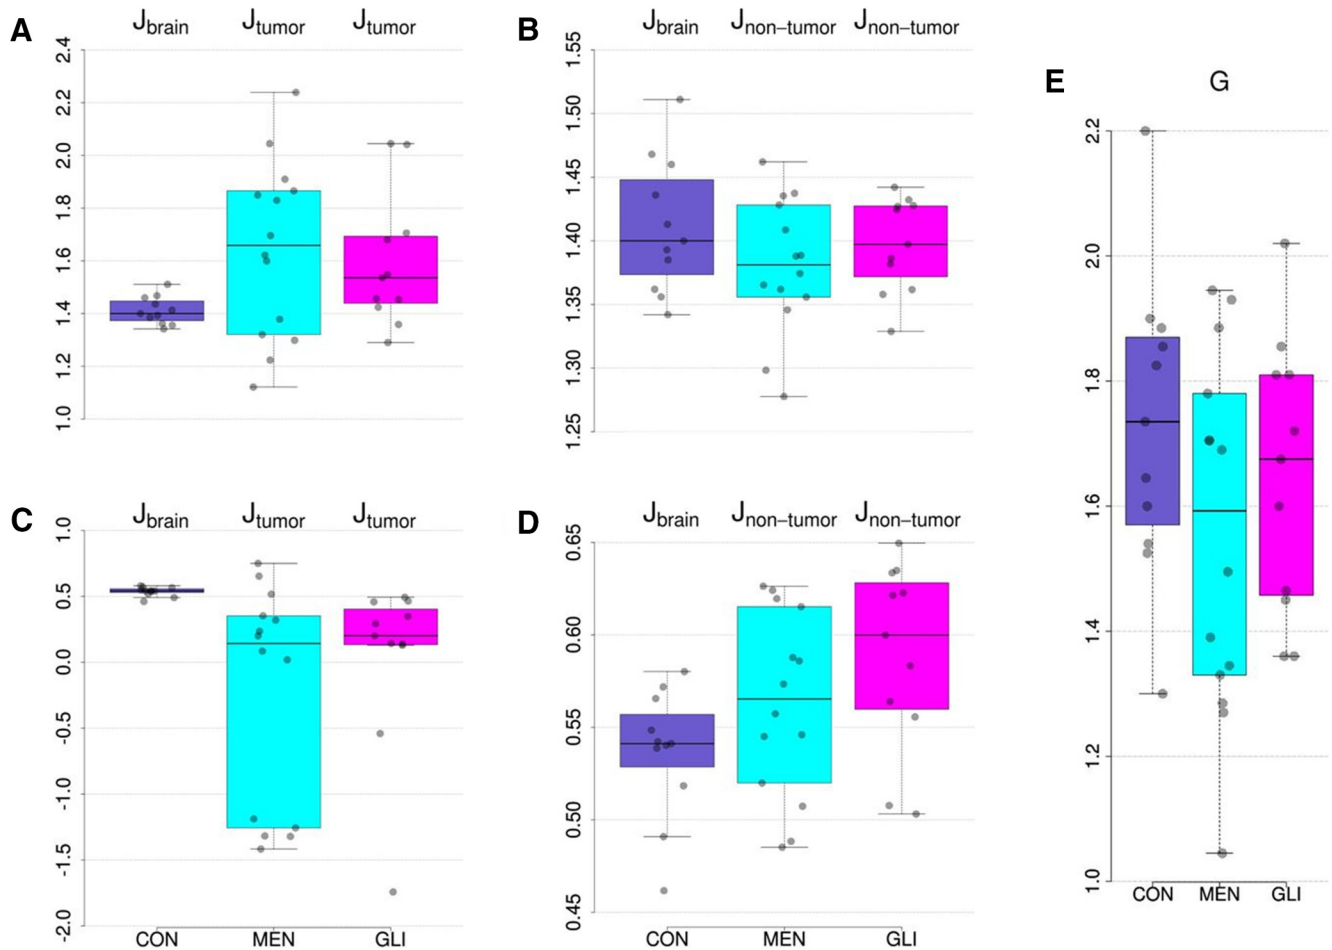 A
J_brain J_tumor J_tumor
2.4
2.2
2.0
1.8
1.6
1.4
1.2
1.0
B
J_brain J_non−tumor J_non−tumor
1.55
1.50
1.45
1.40
1.35
1.30
1.25
C
J_brain J_tumor J_tumor
1.0
0.5
0.0
-0.5
-1.0
-1.5
-2.0
CON MEN GLI
D
J_brain J_non−tumor J_non−tumor
0.65
0.60
0.55
0.50
0.45
CON MEN GLI
E
G
2.2
2.0
1.8
1.6
1.4
1.2
1.0
CON MEN GLI